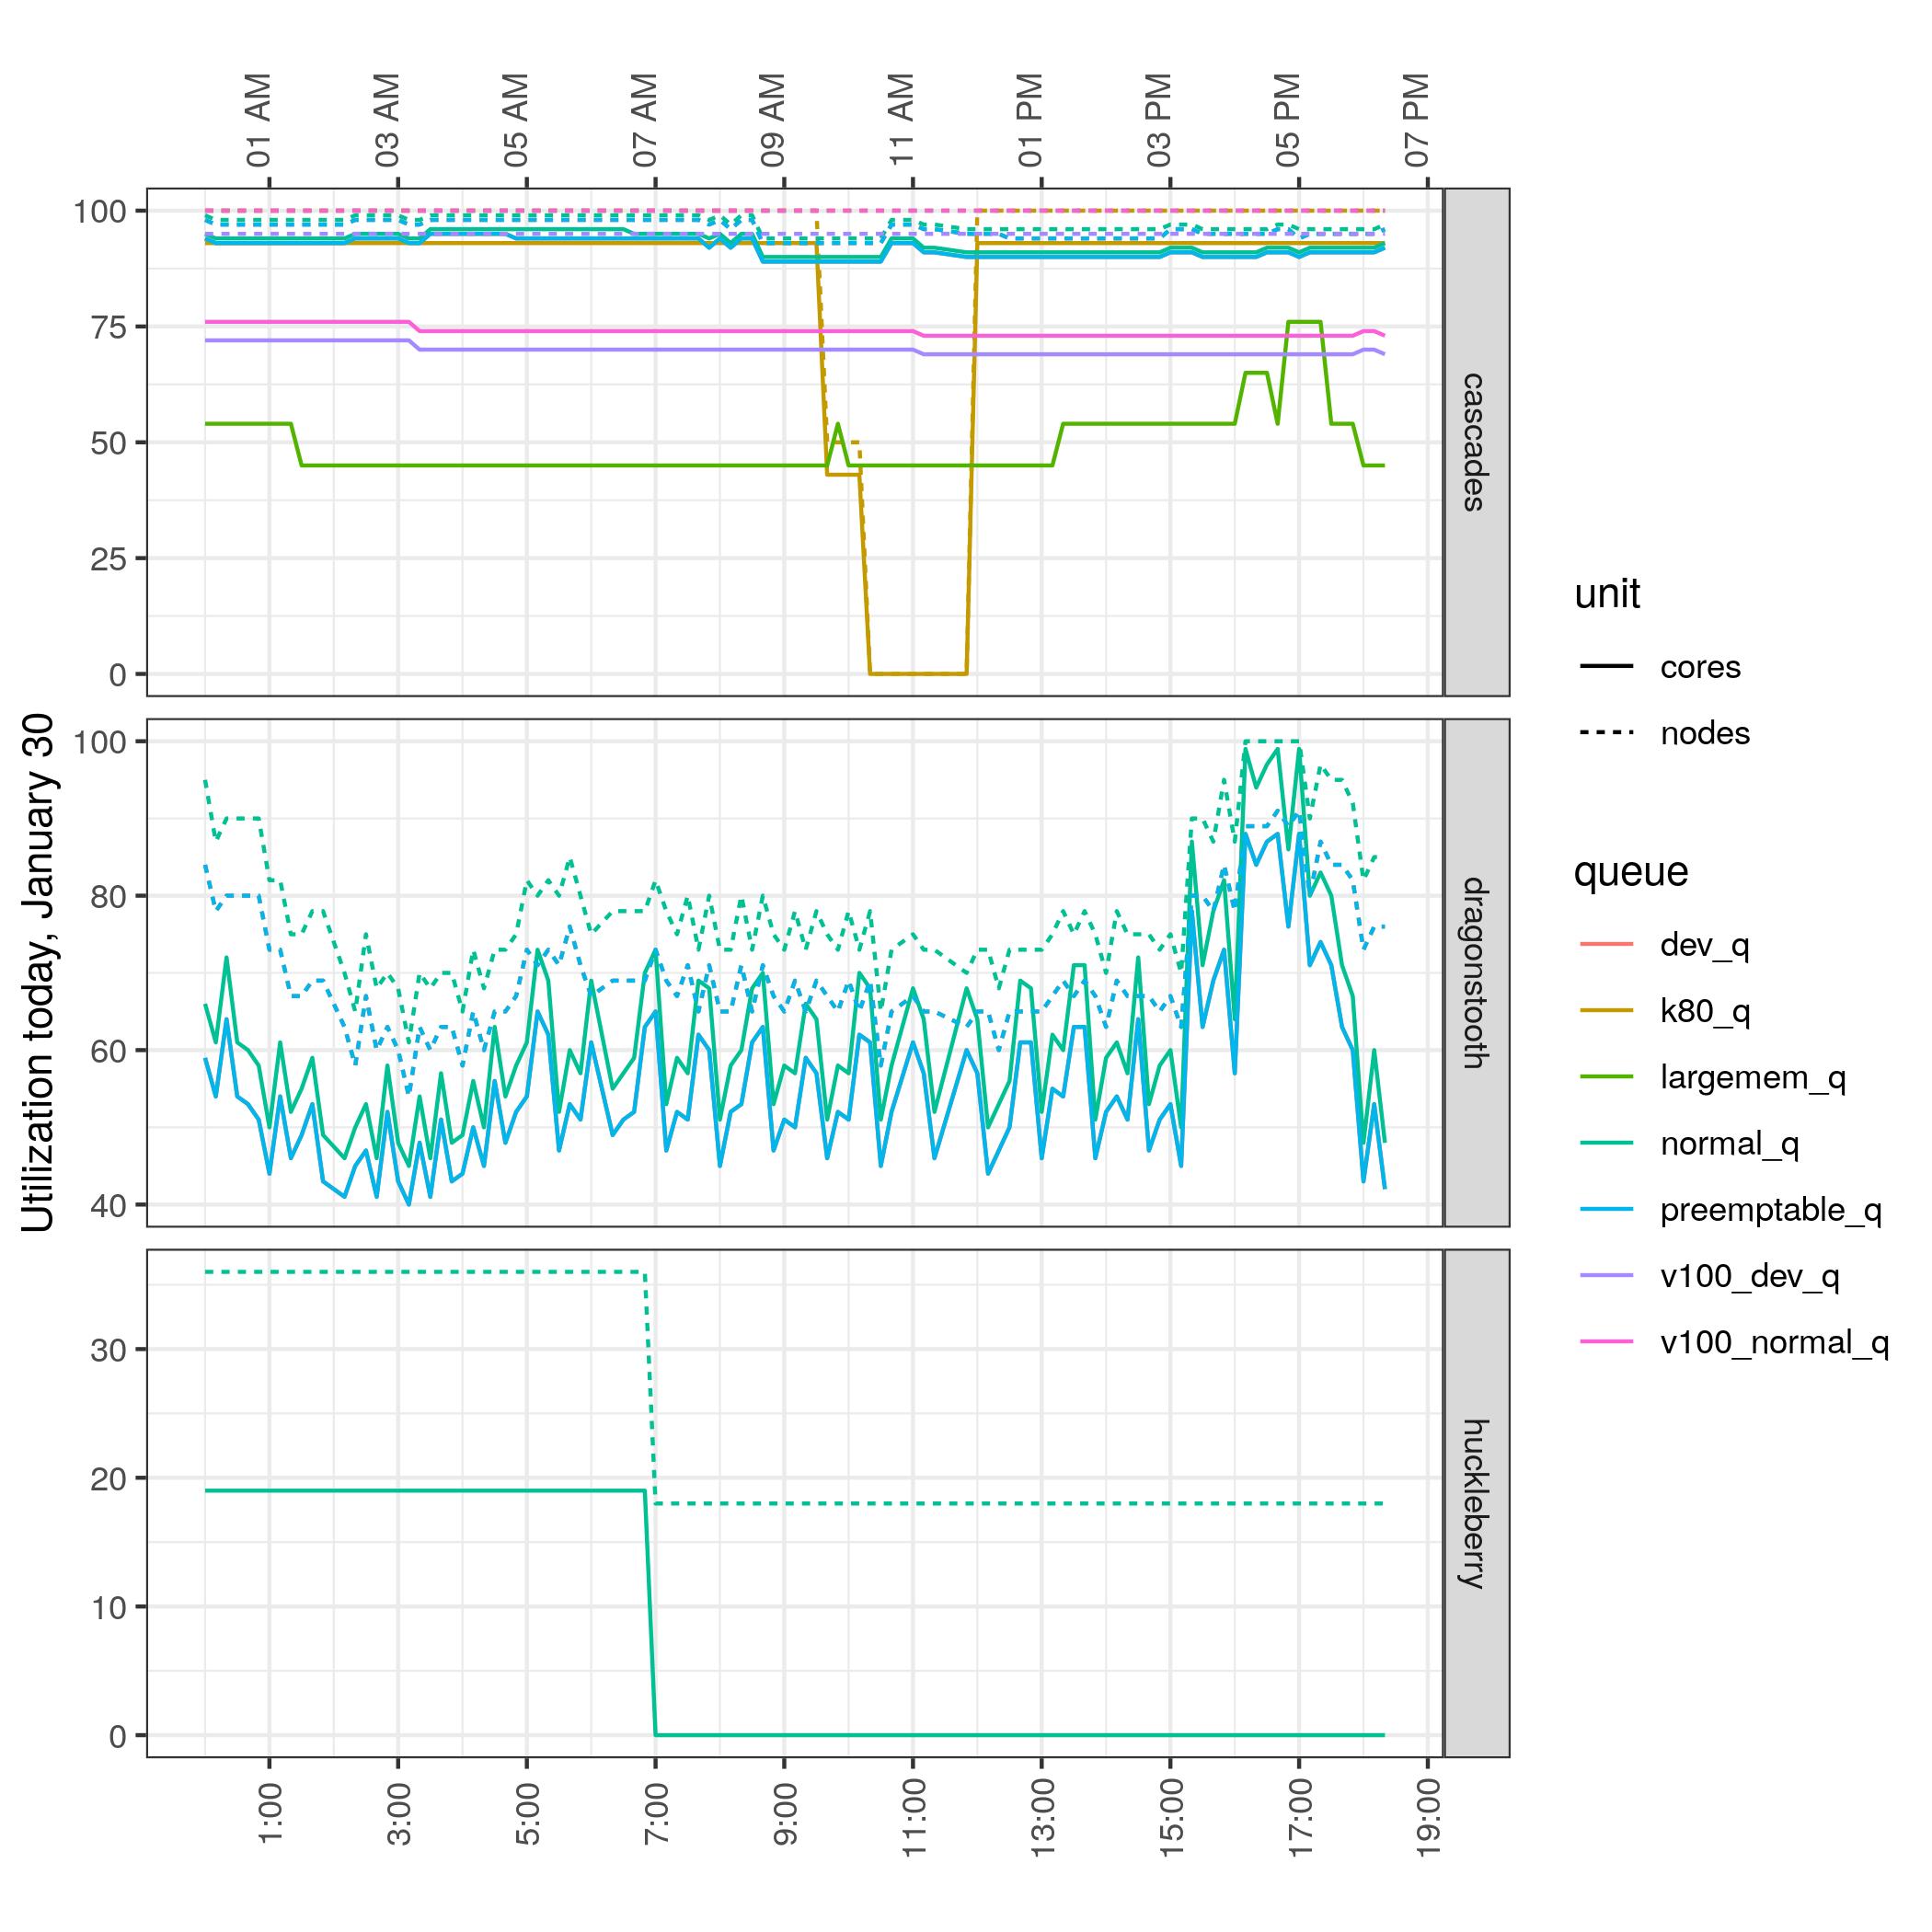 01 AM
03 AM
05 AM
07 AM
09 AM
11 AM
01 PM
03 PM
05 PM
07 PM
Utilization today, January 30
100
75
50
25
0
cascades
100
80
60
40
dragonstooth
30
20
10
0
huckleberry
1:00
3:00
5:00
7:00
9:00
11:00
13:00
15:00
17:00
19:00
unit
cores
nodes
queue
dev_q
k80_q
largemem_q
normal_q
preemptable_q
v100_dev_q
v100_normal_q